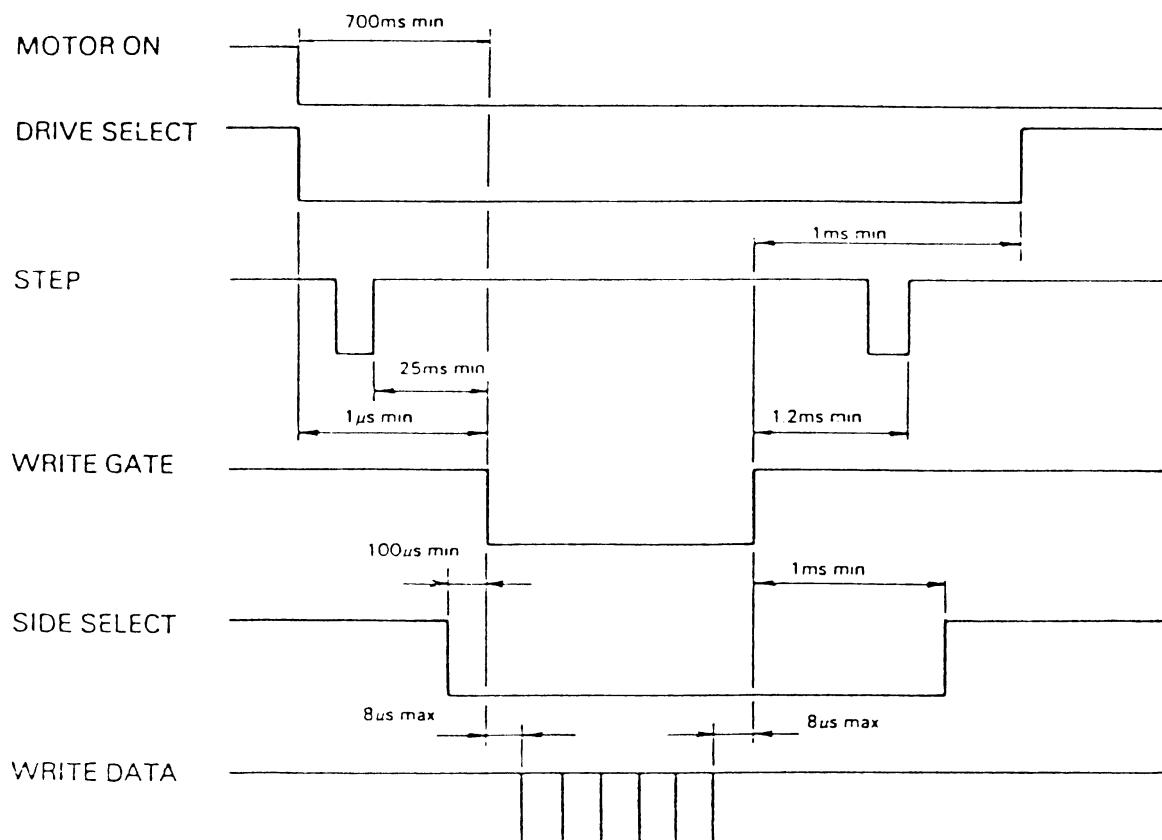 700ms min
MOTOR ON
DRIVE SELECT
1ms min
STEP
25ms min
1μs min
1.2ms min
WRITE GATE
100μs min
1ms min
SIDE SELECT
8μs max
8μs max
WRITE DATA